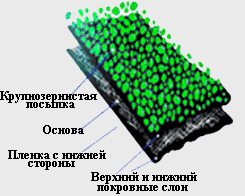 Крупнозернистая
посыпка
Основа
Пленка с нижней
стороны
Верхний и нижний
покровные слои